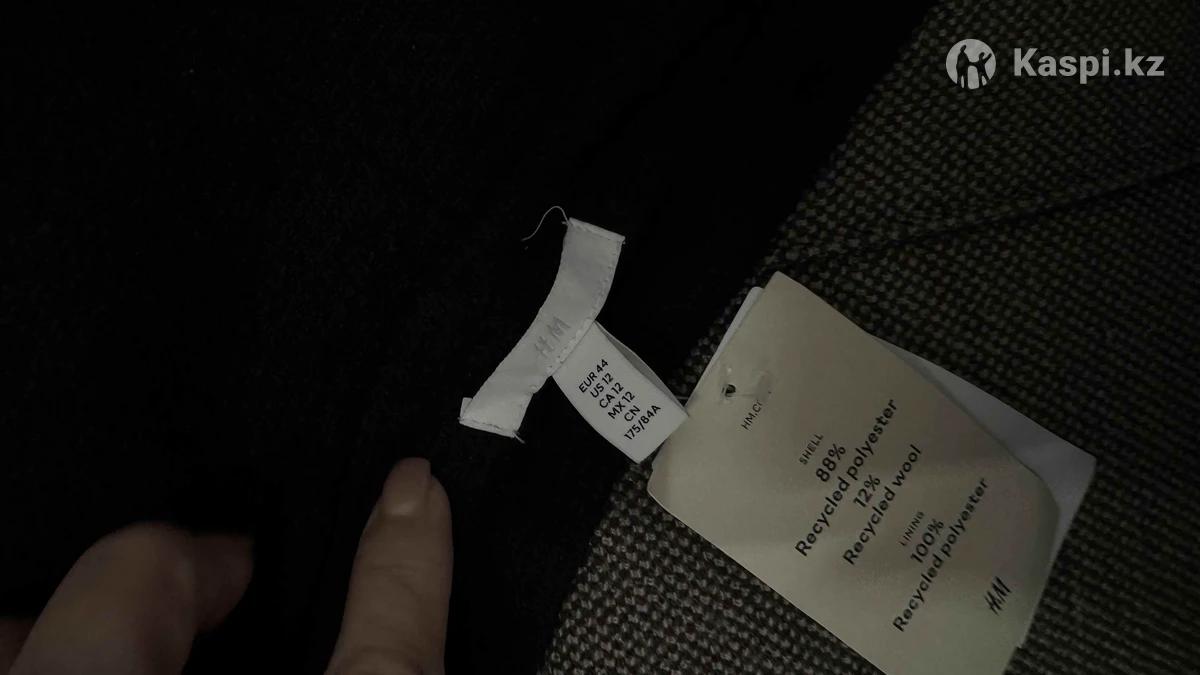 Kaspi.kz
HM
EUR 44
US 12
CA 12
MX 12
CN
175/84A
SHELL
88%
Recycled polyester
12%
Recycled wool
LINING
100%
Recycled polyester
H&M